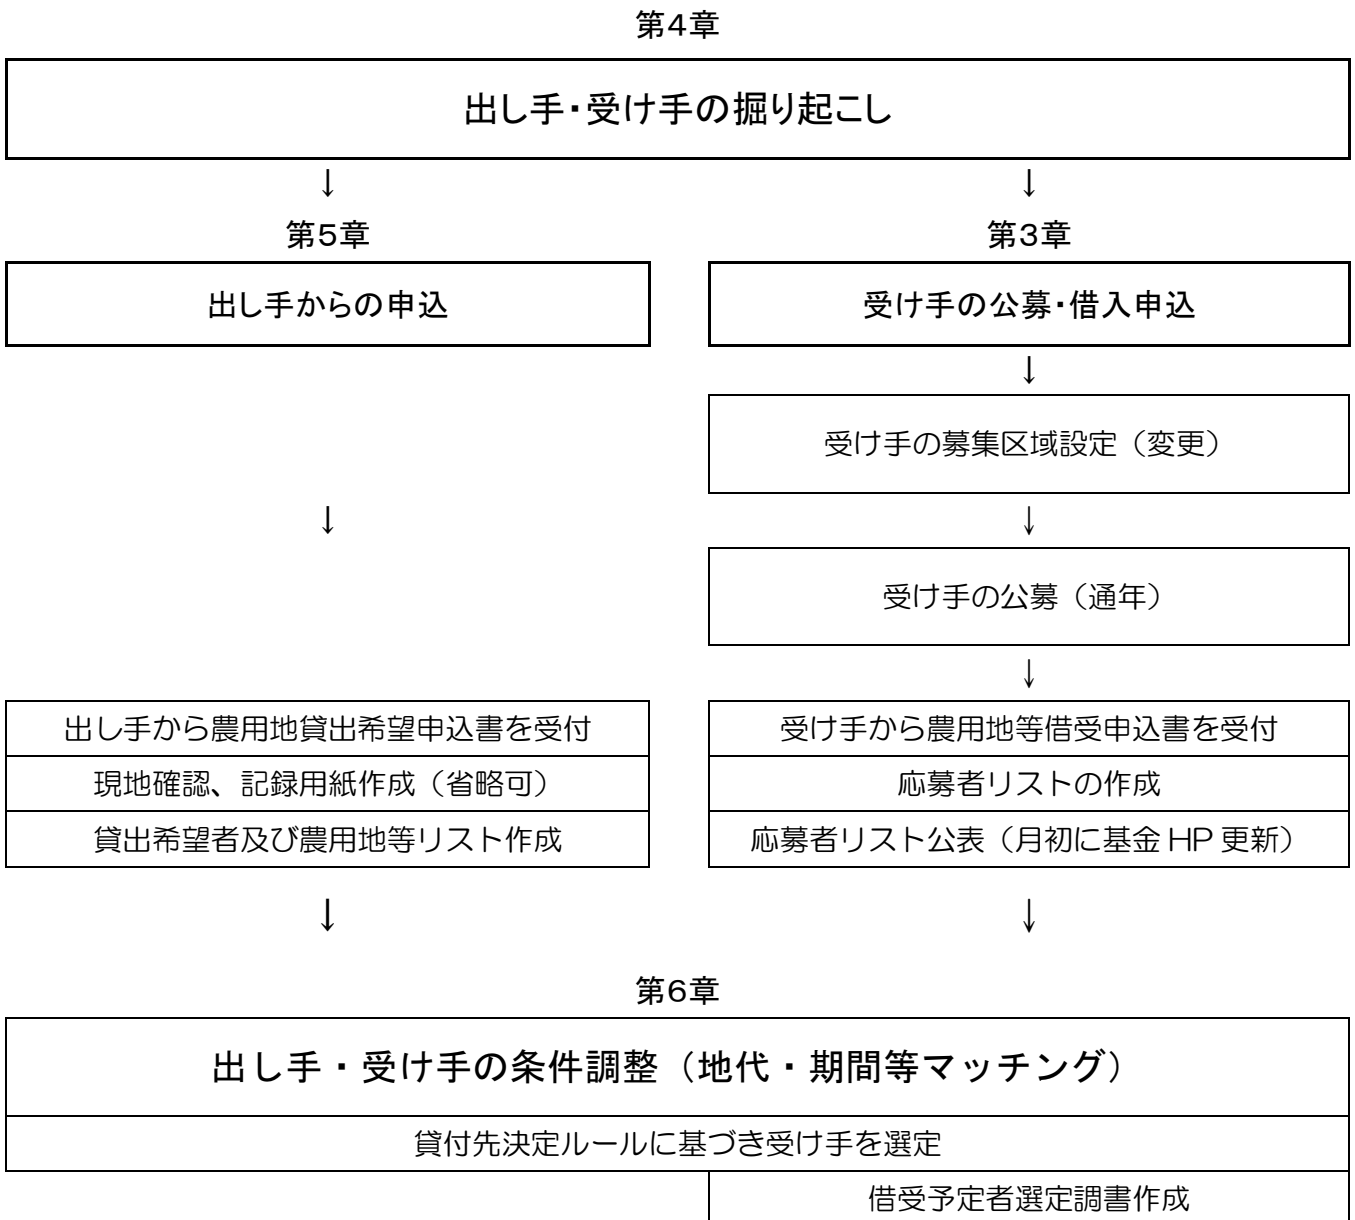 第4章
出し手・受け手の掘り起こし
↓ ↓
第5章
出し手からの申込
第3章
受け手の公募・借入申込
↓
受け手の募集区域設定（変更）
↓ ↓
受け手の公募（通年）
↓
出し手から農用地貸出希望申込書を受付
現地確認、記録用紙作成（省略可）
貸出希望者及び農用地等リスト作成
受け手から農用地等借受申込書を受付
応募者リストの作成
応募者リスト公表（月初に基金 HP 更新）
↓ ↓
第6章
出し手・受け手の条件調整（地代・期間等マッチング）
貸付先決定ルールに基づき受け手を選定
借受予定者選定調書作成